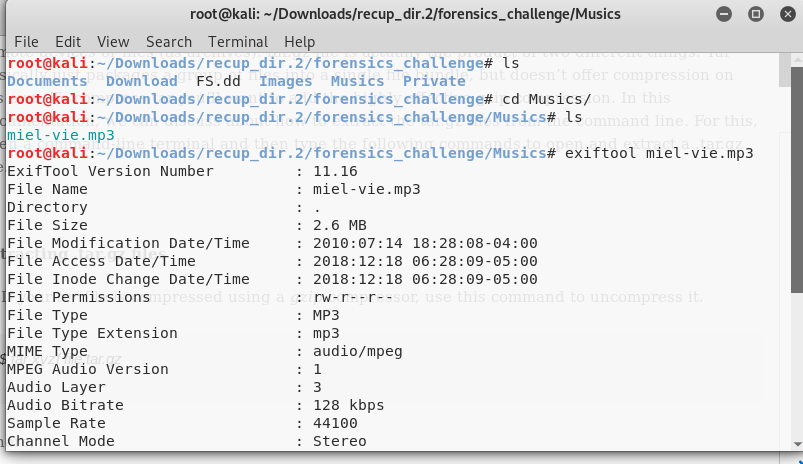 root@kali: ~/Downloads/recup_dir.2/forensics_challenge/Musics
File Edit View Search Terminal Help
root@kali:~/Downloads/recup_dir.2/forensics_challenge# ls
Documents Download FS.dd Images Musics Private
root@kali:~/Downloads/recup_dir.2/forensics_challenge# cd Musics/
root@kali:~/Downloads/recup_dir.2/forensics_challenge/Musics# ls
miel-vie.mp3
root@kali:~/Downloads/recup_dir.2/forensics_challenge/Musics# exiftool miel-vie.mp3
ExifTool Version Number : 11.16
File Name : miel-vie.mp3
Directory : .
File Size : 2.6 MB
File Modification Date/Time : 2010:07:14 18:28:08-04:00
File Access Date/Time : 2018:12:18 06:28:09-05:00
File Inode Change Date/Time : 2018:12:18 06:28:09-05:00
File Permissions : rw-r--r--
File Type : MP3
File Type Extension : mp3
MIME Type : audio/mpeg
MPEG Audio Version : 1
Audio Layer : 3
Audio Bitrate : 128 kbps
Sample Rate : 44100
Channel Mode : Stereo